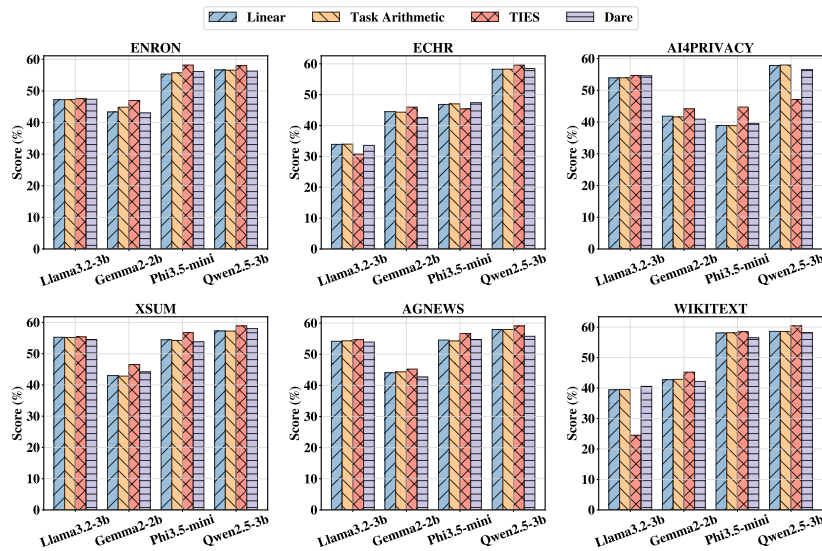 Linear Task Arithmetic TIES Dare
ENRON
Score (%)
60
50
40
30
20
10
0
Llama3.2-3b Gemma2-2b Phi3.5-mini Qwen2.5-3b
ECHR
Score (%)
60
50
40
30
20
10
0
Llama3.2-3b Gemma2-2b Phi3.5-mini Qwen2.5-3b
AI4PRIVACY
Score (%)
60
50
40
30
20
10
0
Llama3.2-3b Gemma2-2b Phi3.5-mini Qwen2.5-3b
XSUM
Score (%)
60
50
40
30
20
10
0
Llama3.2-3b Gemma2-2b Phi3.5-mini Qwen2.5-3b
AGNEWS
Score (%)
60
50
40
30
20
10
0
Llama3.2-3b Gemma2-2b Phi3.5-mini Qwen2.5-3b
WIKITEXT
Score (%)
60
50
40
30
20
10
0
Llama3.2-3b Gemma2-2b Phi3.5-mini Qwen2.5-3b